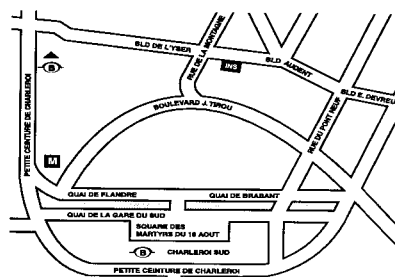 BLD DE L'YSER
RUE DE LA MONTAGNE
BLD AUDENT
INS
B
BLD E. DEVREUX
PETITE CEINTURE DE CHARLEROI
BOULEVARD J. TIROU
RUE DU PONT NEUF
M
QUAI DE FLANDRE
QUAI DE BRABANT
QUAI DE LA GARE DU SUD
SQUARE DES
MARTYRS DU 18 AOUT
B
CHARLEROI SUD
PETITE CEINTURE DE CHARLEROI